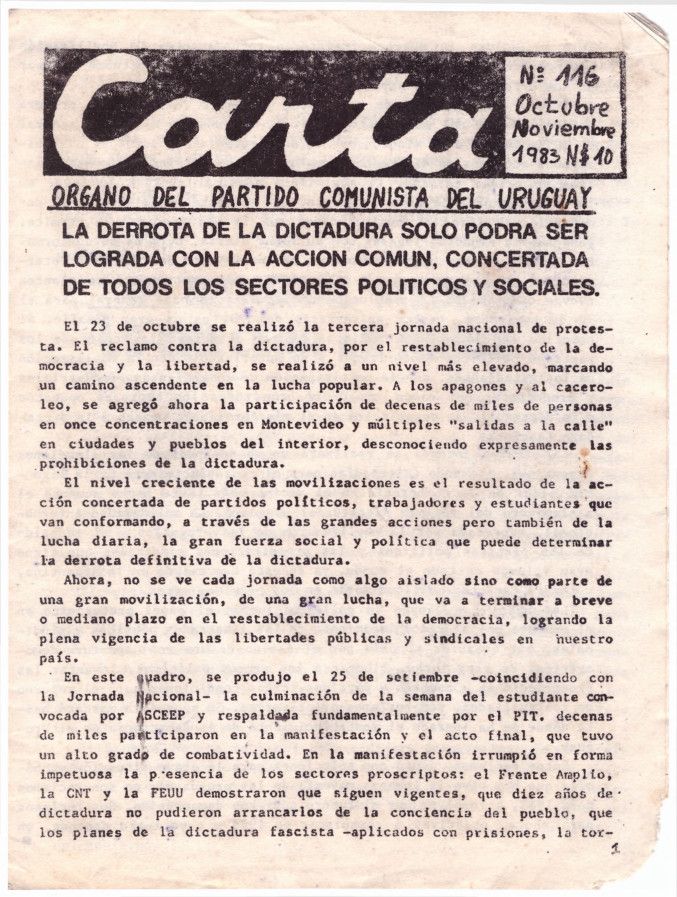 Carta
Nº 116
Octubre
Noviembre
1983 N$ 10
ORGANO DEL PARTIDO COMUNISTA DEL URUGUAY
LA DERROTA DE LA DICTADURA SOLO PODRA SER
LOGRADA CON LA ACCION COMUN, CONCERTADA
DE TODOS LOS SECTORES POLITICOS Y SOCIALES.
El 23 de octubre se realizó la tercera jornada nacional de protes-
ta. El reclamo contra la dictadura, por el restablecimiento de la de-
mocracia y la libertad, se realizó a un nivel más elevado, marcando
un camino ascendente en la lucha popular. A los apagones y al cacero-
leo, se agregó ahora la participación de decenas de miles de personas
en once concentraciones en Montevideo y múltiples "salidas a la calle"
en ciudades y pueblos del interior, desconociendo expresamente las
prohibiciones de la dictadura.
El nivel creciente de las movilizaciones es el resultado de la ac-
ción concertada de partidos políticos, trabajadores y estudiantes que
van conformando, a través de las grandes acciones pero también de la
lucha diaria, la gran fuerza social y política que puede determinar
la derrota definitiva de la dictadura.
Ahora, no se ve cada jornada como algo aislado sino como parte de
una gran movilización, de una gran lucha, que va a terminar a breve
o mediano plazo en el restablecimiento de la democracia, logrando la
plena vigencia de las libertades públicas y sindicales en nuestro
país.
En este quadro, se produjo el 25 de setiembre -coincidiendo con
la Jornada Nacional- la culminación de la semana del estudiante con-
vocada por ASCEEP y respaldada fundamentalmente por el PIT. decenas
de miles participaron en la manifestación y el acto final, que tuvo
un alto grado de combatividad. En la manifestación irrumpió en forma
impetuosa la presencia de los sectores proscriptos: el Frente Amplio,
la CNT y la FEUU demostraron que siguen vigentes, que diez años de
dictadura no pudieron arrancarlos de la conciencia del pueblo, que
los planes de la dictadura fascista -aplicados con prisiones, la tor-
1